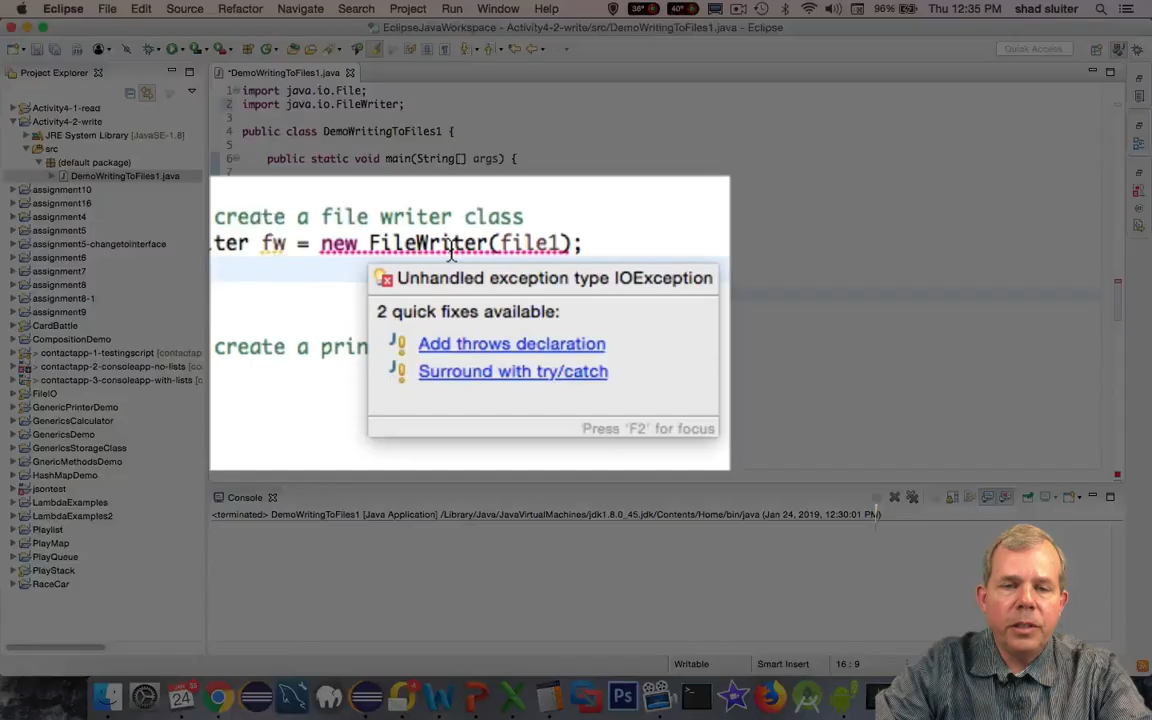 Eclipse File Edit Source Refactor Navigate Search Project Run Window Help 38° 40° 96% Thu 12:35 PM shad sluiter
EclipseJavaWorkspace - Activity4-2-write/src/DemoWritingToFiles1.java - Eclipse
Quick Access
Project Explorer
*DemoWritingToFiles1.java
Activity4-1-read
Activity4-2-write
JRE System Library [JavaSE-1.8]
src
(default package)
DemoWritingToFiles1.java
assignment10
assignment16
assignment4
assignment5
assignment5-changetointerface
assignment6
assignment7
assignment8
assignment8-1
assignment9
CardBattle
CompositionDemo
> contactapp-1-testingscript [contactap
> contactapp-2-consoleapp-no-lists [
> contactapp-3-consoleapp-with-lists [
FileIO
GenericPrinterDemo
GenericsCalculator
GenericsDemo
GenericsStorageClass
GnericMethodsDemo
HashMapDemo
jsontest
LambdaExamples
LambdaExamples2
Playlist
PlayMap
PlayQueue
PlayStack
RaceCar
1 import java.io.File;
2 import java.io.FileWriter;
3
4 public class DemoWritingToFiles1 {
5
6 public static void main(String[] args) {
7
create a file writer class
ter fw = new FileWriter(file1);
Unhandled exception type IOException
2 quick fixes available:
Add throws declaration
Surround with try/catch
Press 'F2' for focus
create a prin
Console
<terminated> DemoWritingToFiles1 [Java Application] /Library/Java/JavaVirtualMachines/jdk1.8.0_45.jdk/Contents/Home/bin/java (Jan 24, 2019, 12:30:01 PM)
Writable Smart Insert 16 : 9
24
Ps